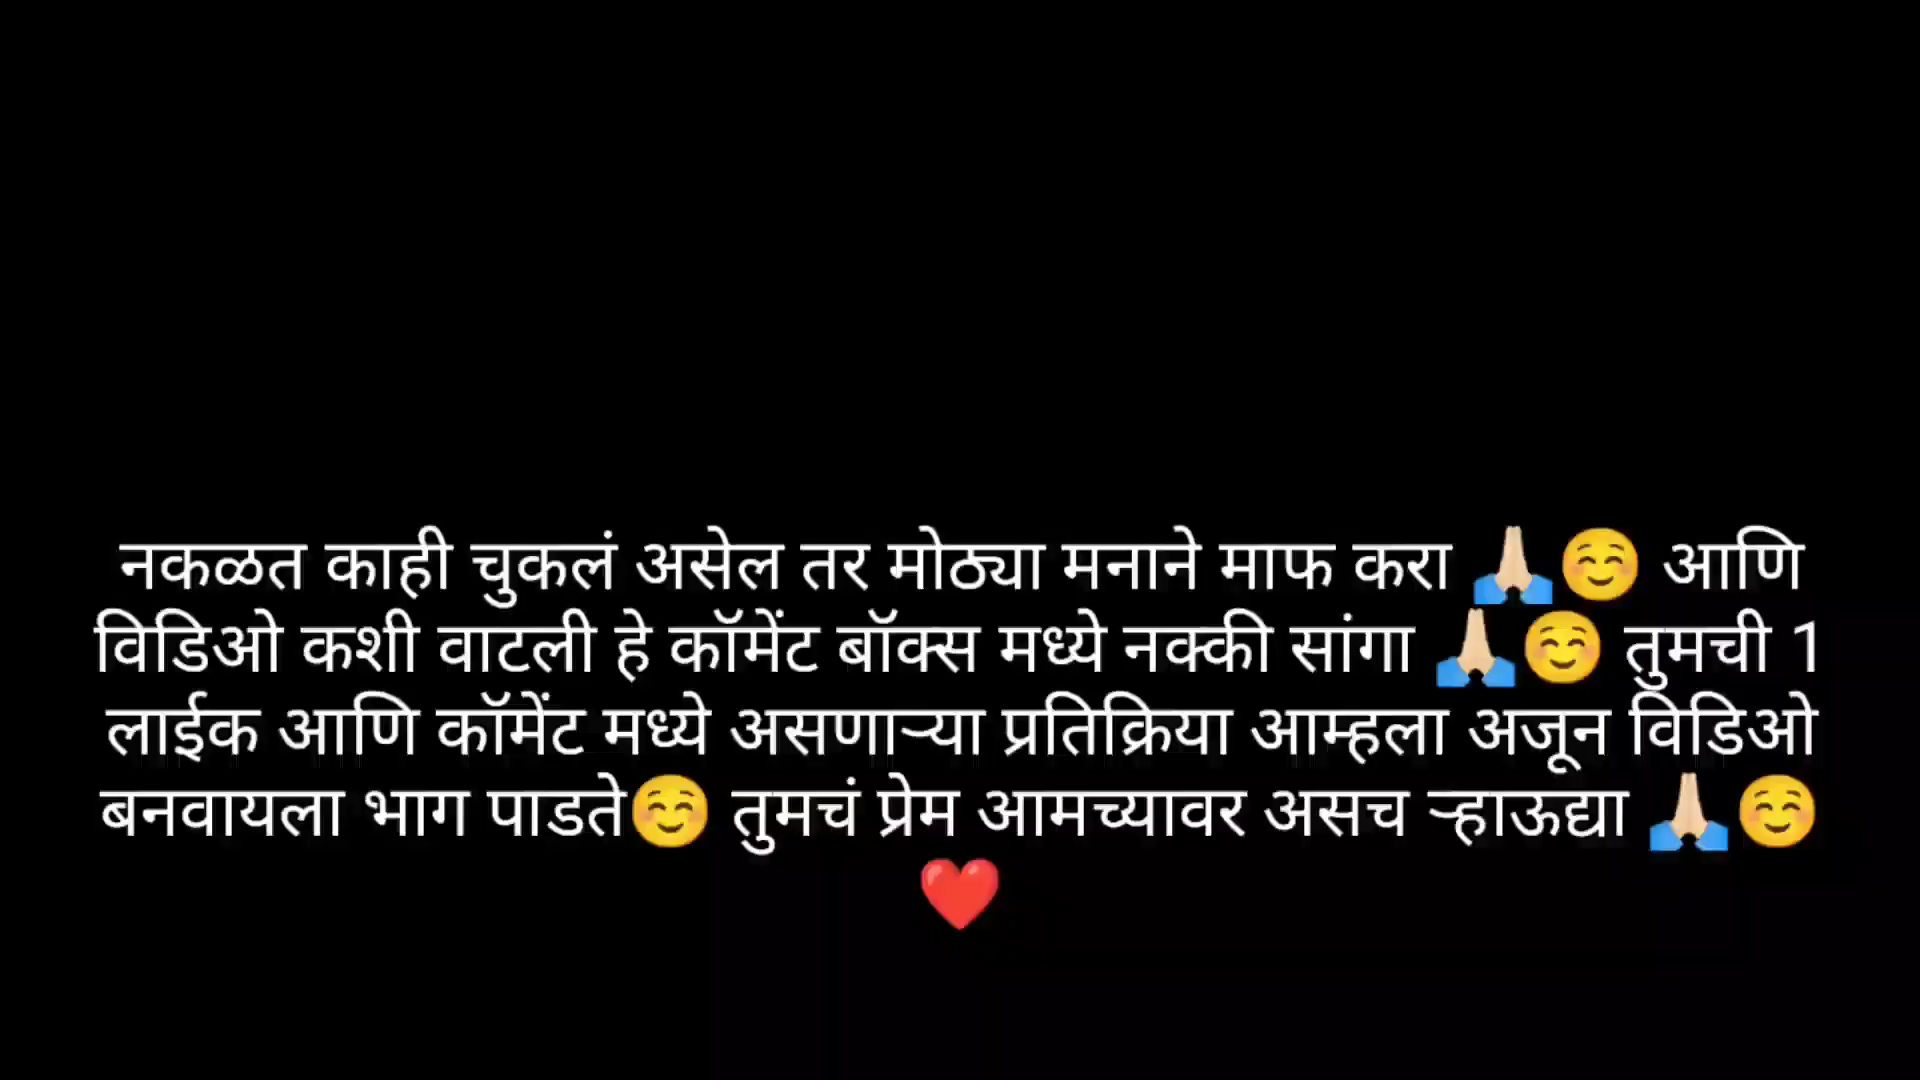 नकळत काही चुकलं असेल तर मोठ्या मनाने माफ करा 🙏🏻☺️ आणि
विडिओ कशी वाटली हे कॉमेंट बॉक्स मध्ये नक्की सांगा 🙏🏻☺️ तुमची 1
लाईक आणि कॉमेंट मध्ये असणाऱ्या प्रतिक्रिया आम्हला अजून विडिओ
बनवायला भाग पाडते☺️ तुमचं प्रेम आमच्यावर असच ऱ्हाऊद्या 🙏🏻☺️
❤️